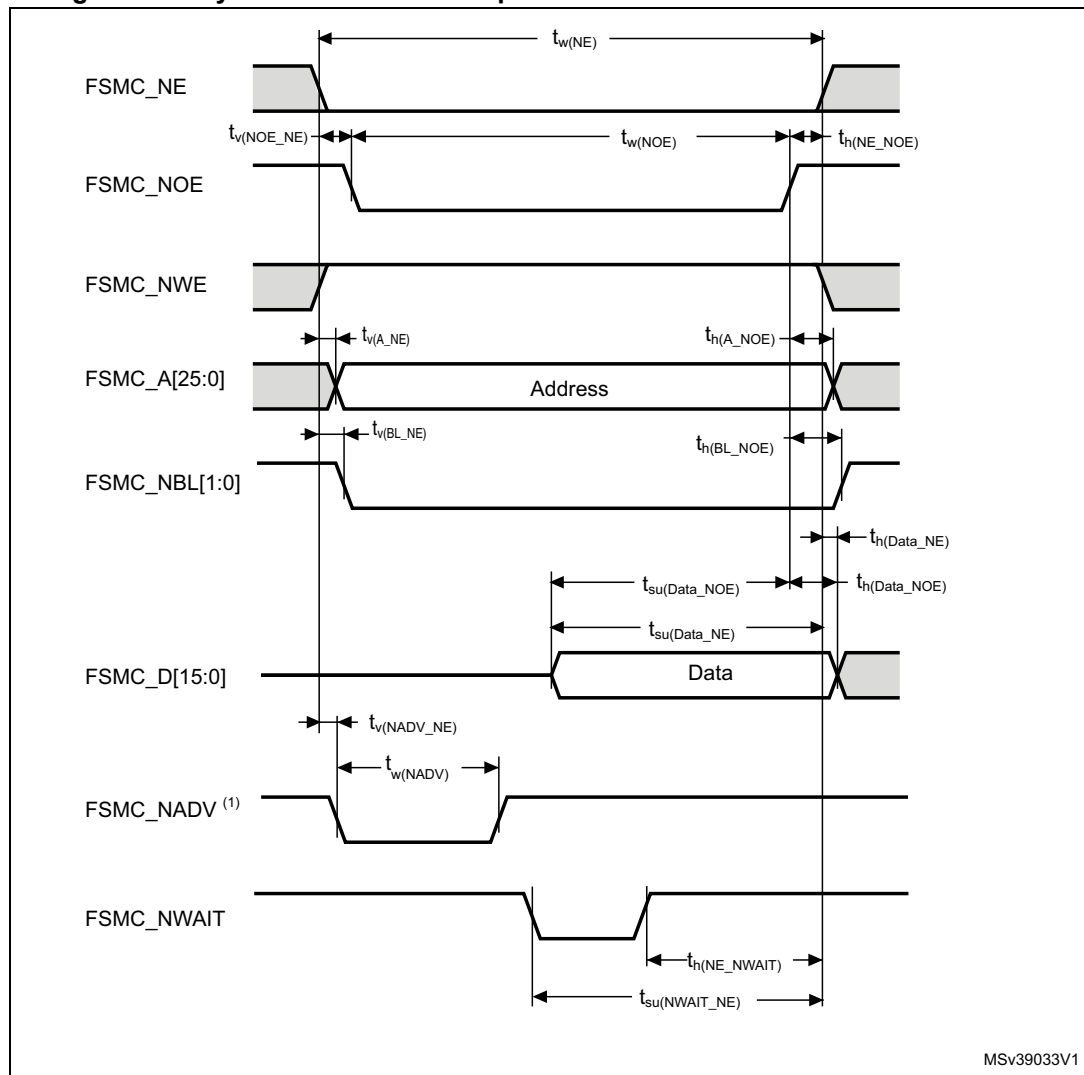 tw(NE)
FSMC_NE
tv(NOE_NE) tw(NOE) th(NE_NOE)
FSMC_NOE
FSMC_NWE
tv(A_NE) th(A_NOE)
FSMC_A[25:0] Address
tv(BL_NE) th(BL_NOE)
FSMC_NBL[1:0]
th(Data_NE)
tsu(Data_NOE) th(Data_NOE)
tsu(Data_NE)
FSMC_D[15:0] Data
tv(NADV_NE)
tw(NADV)
FSMC_NADV (1)
FSMC_NWAIT
th(NE_NWAIT)
tsu(NWAIT_NE)
MSv39033V1